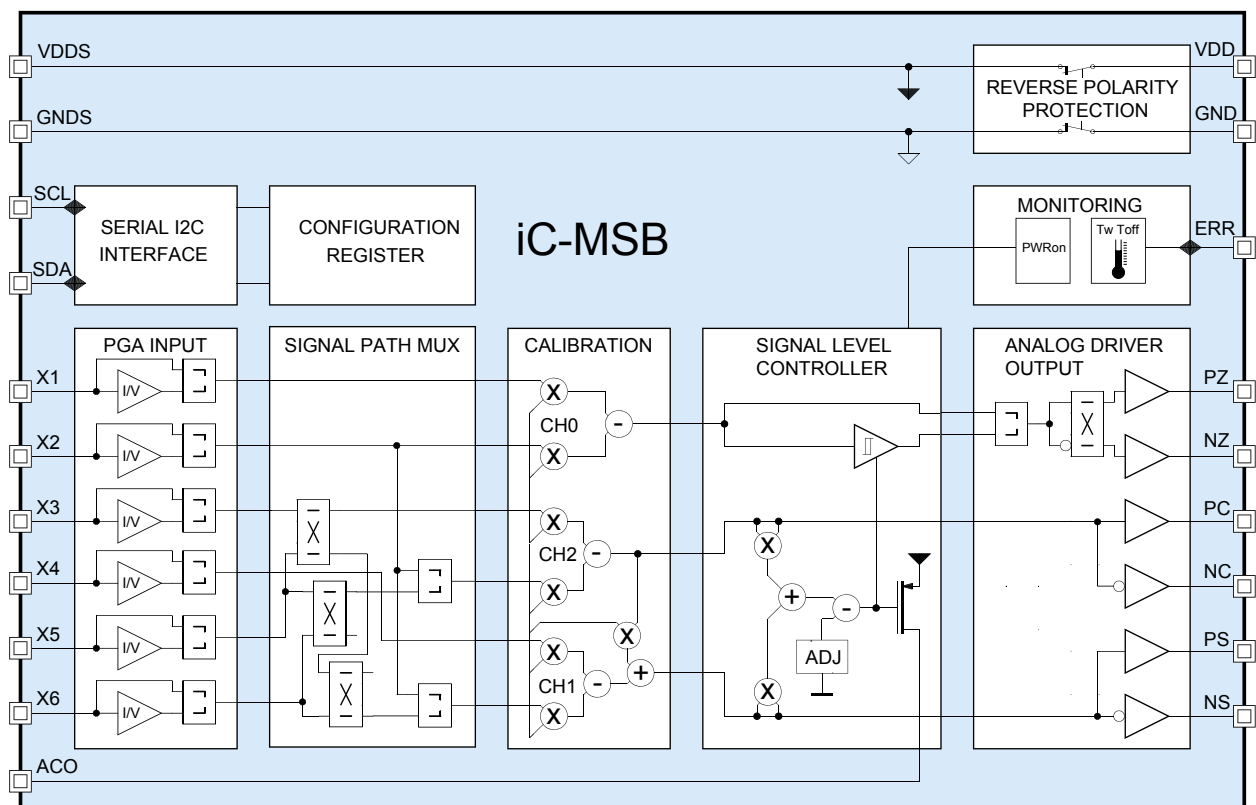 VDDS
VDD
REVERSE POLARITY
PROTECTION
GNDS
GND
SCL
SERIAL I2C
INTERFACE
SDA
CONFIGURATION
REGISTER
iC-MSB
MONITORING
PWRon
Tw Toff
ERR
PGA INPUT
SIGNAL PATH MUX
CALIBRATION
SIGNAL LEVEL
CONTROLLER
ANALOG DRIVER
OUTPUT
X1
I/V
X
CH0
X
-
PZ
X2
I/V
X
NZ
X3
I/V
X
X
CH2
-
X
PC
X4
I/V
X
X
+
-
NC
X5
I/V
X
X
CH1
-
X
+
ADJ
PS
X6
I/V
X
X
X
NS
ACO